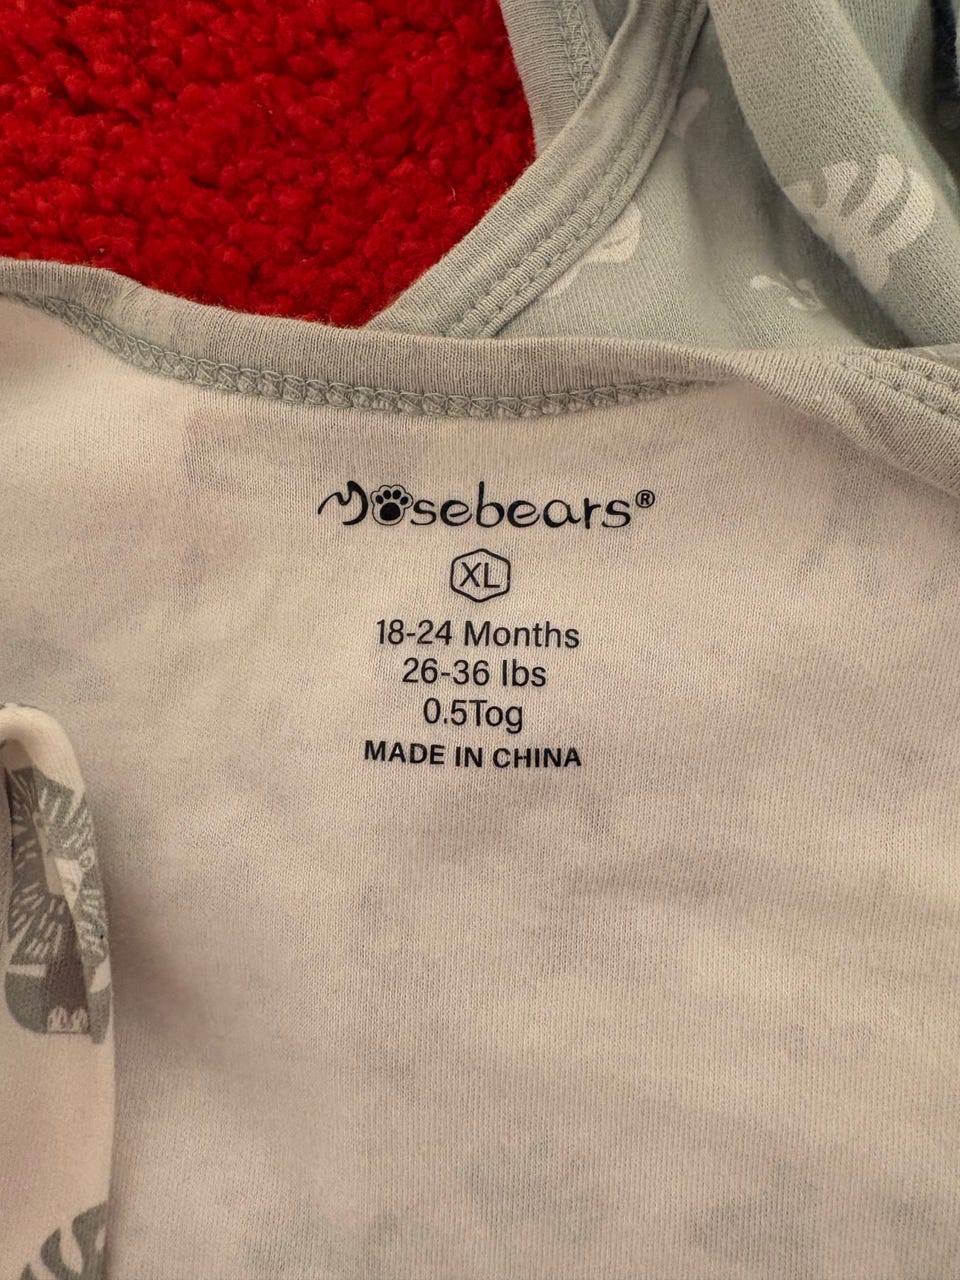 Mosebears®
XL
18-24 Months
26-36 lbs
0.5Tog
MADE IN CHINA